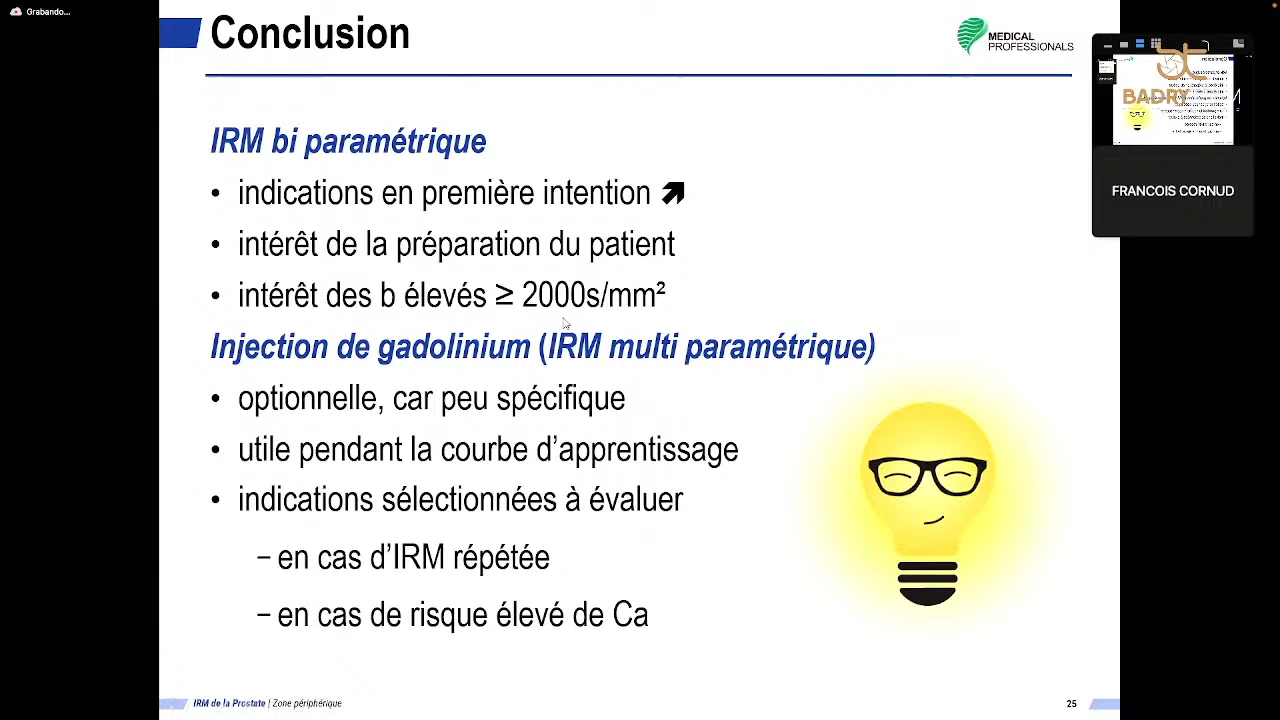 Grabando...
Conclusion
MEDICAL
PROFESSIONALS
BADRY
M
FRANCOIS CORNUD
IRM bi paramétrique
• indications en première intention
• intérêt de la préparation du patient
• intérêt des b élevés ≥ 2000s/mm²
Injection de gadolinium (IRM multi paramétrique)
• optionnelle, car peu spécifique
• utile pendant la courbe d’apprentissage
• indications sélectionnées à évaluer
– en cas d’IRM répétée
– en cas de risque élevé de Ca
IRM de la Prostate | Zone périphérique
25